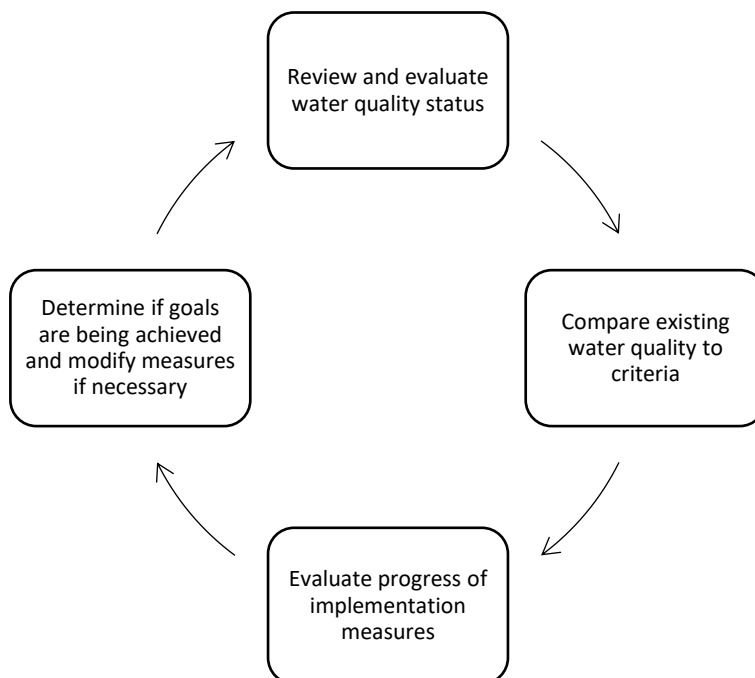 Review and evaluate
water quality status
Compare existing
water quality to
criteria
Evaluate progress of
implementation
measures
Determine if goals
are being achieved
and modify measures
if necessary